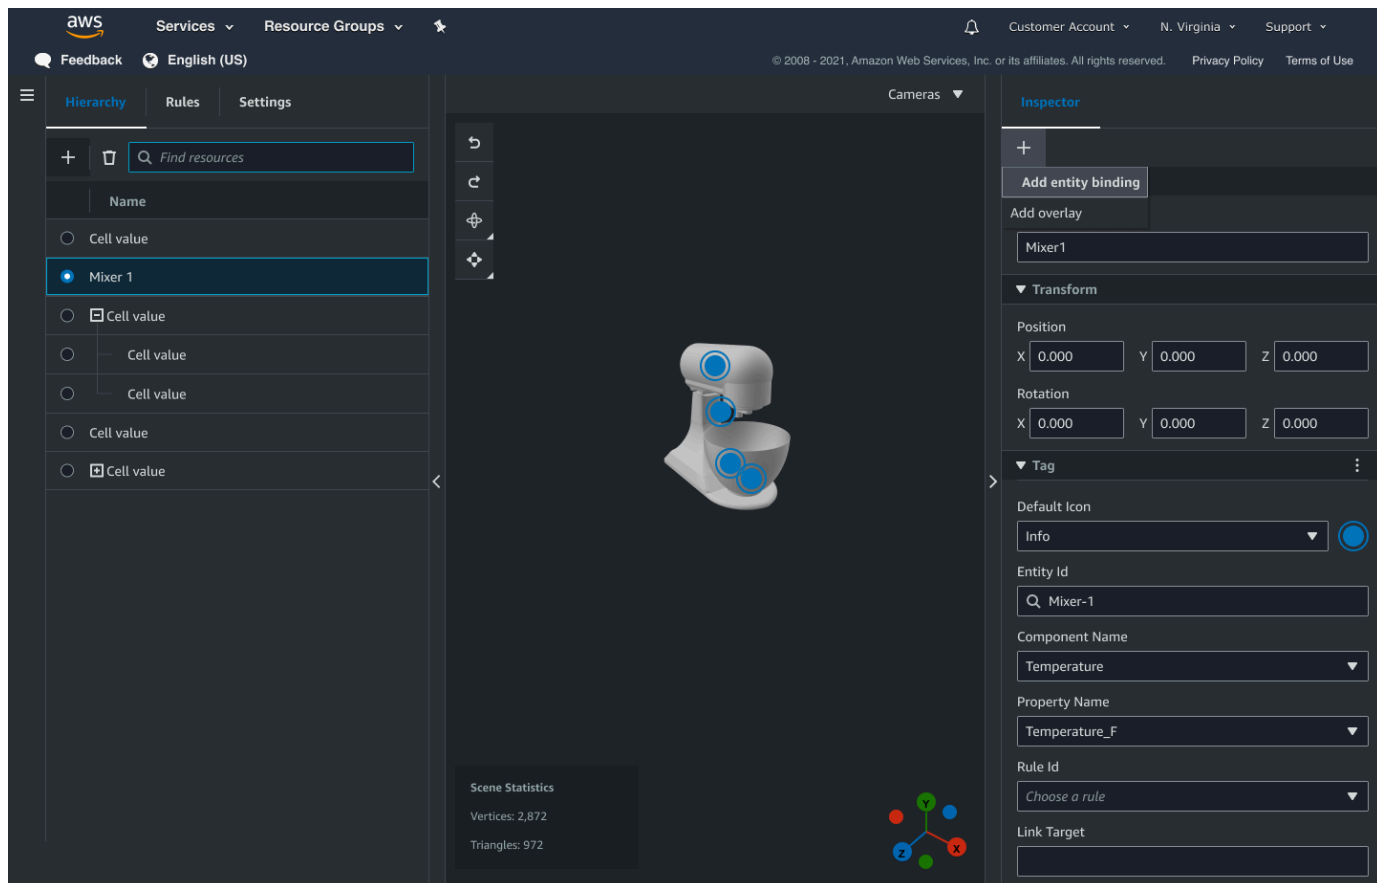 aws
Services
Resource Groups
Customer Account
N. Virginia
Support
Feedback
English (US)
© 2008 - 2021, Amazon Web Services, Inc. or its affiliates. All rights reserved.
Privacy Policy
Terms of Use
Hierarchy
Rules
Settings
Find resources
Name
Cell value
Mixer 1
Cell value
Cell value
Cell value
Cell value
Cell value
Cameras
Scene Statistics
Vertices: 2,872
Triangles: 972
Y
Z
X
Inspector
Add entity binding
Add overlay
Mixer1
Transform
Position
X 0.000 Y 0.000 Z 0.000
Rotation
X 0.000 Y 0.000 Z 0.000
Tag
Default Icon
Info
Entity Id
Mixer-1
Component Name
Temperature
Property Name
Temperature_F
Rule Id
Choose a rule
Link Target